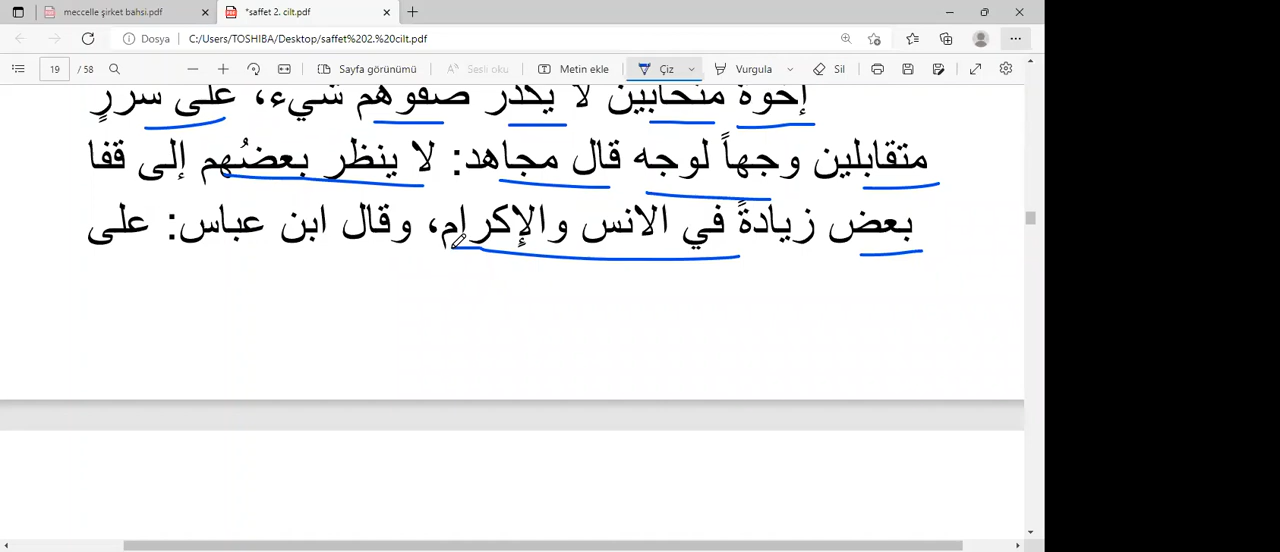 meccelle şirket bahsi.pdf
*saffet 2. cilt.pdf
Dosya
C:/Users/TOSHIBA/Desktop/saffet%202.%20cilt.pdf
19 / 58
Sayfa görünümü
Sesli oku
Metin ekle
Çiz
Vurgula
Sil
إخوة متحابين لا يكدر صفوهم شيء، على سررٍ
متقابلين وجهاً لوجه قال مجاهد: لا ينظر بعضُهم إلى قفا
بعض زيادةً في الانس والإكرام، وقال ابن عباس: على